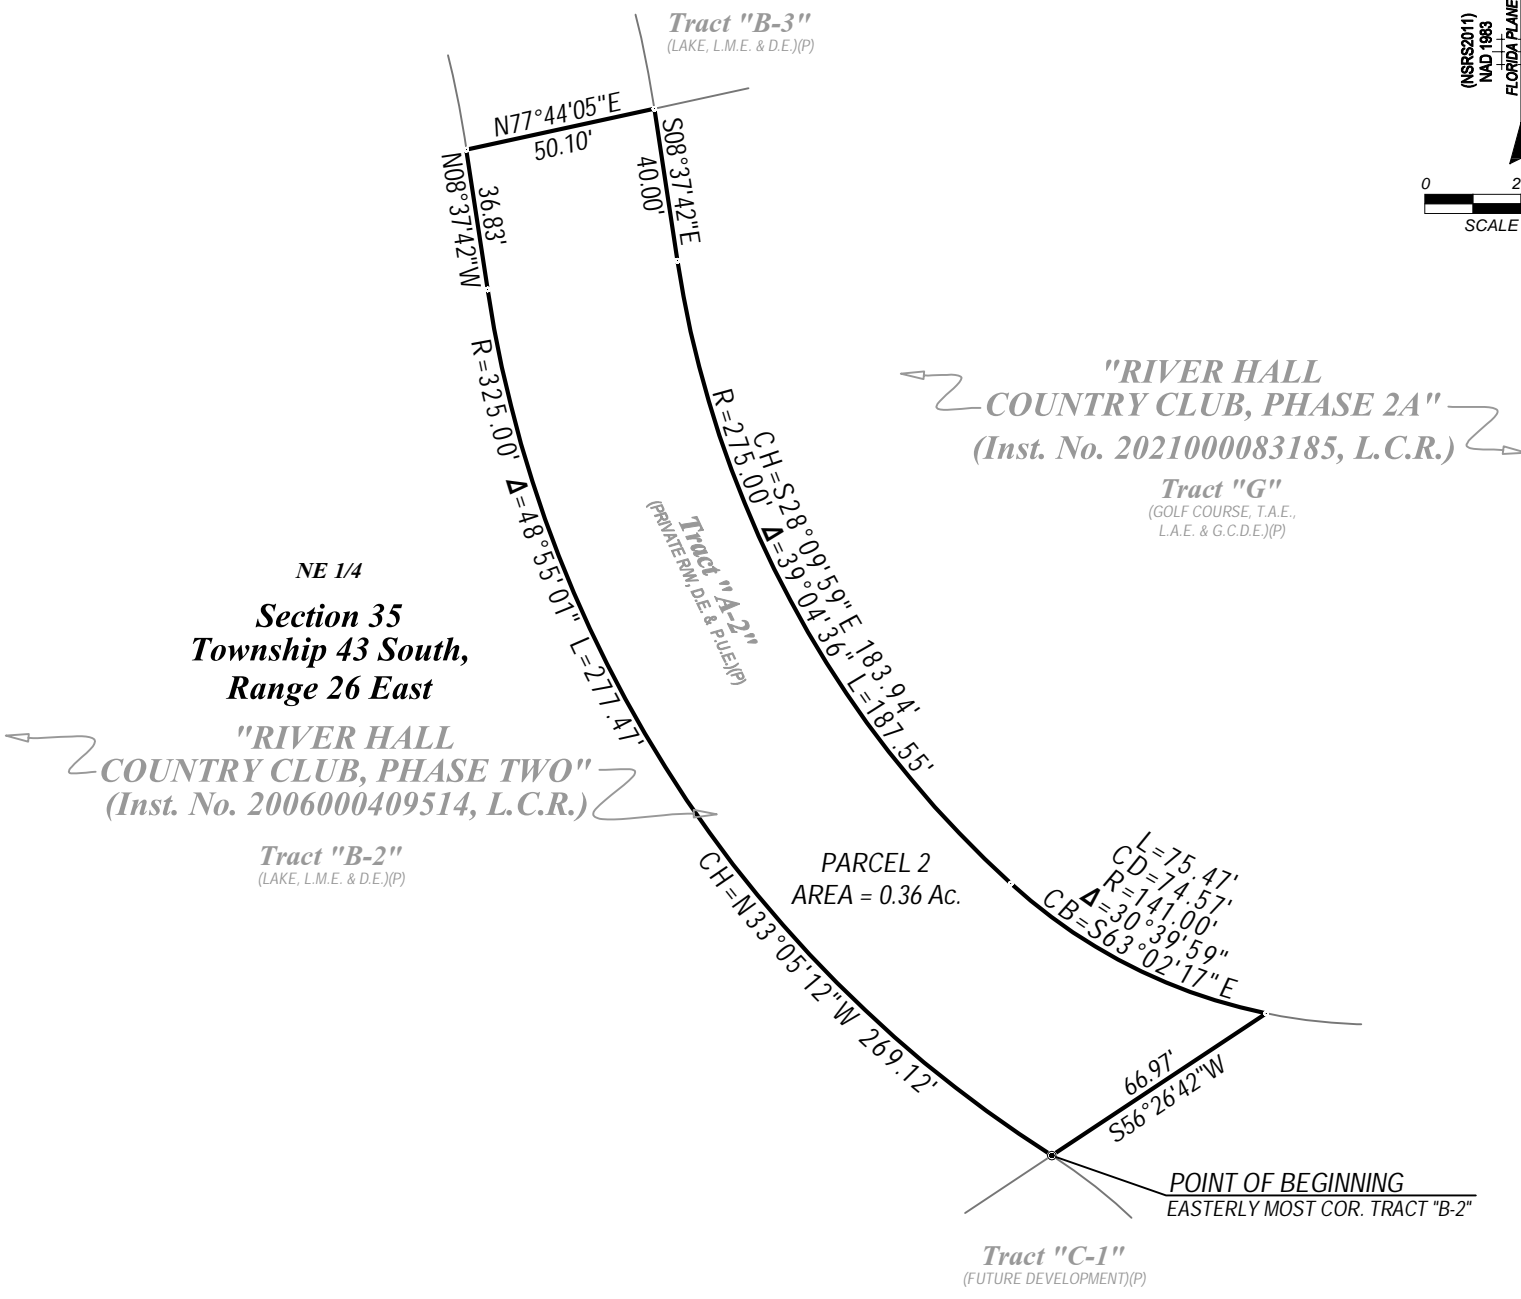 Tract "B-3"
(LAKE, L.M.E. & D.E.)(P)
(NSRS2011)
NAD 1983
FLORIDA PLANE
0 2
SCALE
N77°44'05"E
50.10'
S08°37'42"E
40.00'
N08°37'42"W
36.83'
R=325.00' Δ=48°55'01" L=277.47'
CH=N33°05'12"W 269.12'
R=275.00' Δ=39°04'36" L=187.55'
CH=S28°09'59"E 183.94'
Tract "A-2"
(PRIVATE R/W, D.E. & P.U.E.)(P)
"RIVER HALL
COUNTRY CLUB, PHASE 2A"
(Inst. No. 2021000083185, L.C.R.)
Tract "G"
(GOLF COURSE, T.A.E.,
L.A.E. & G.C.D.E.)(P)
NE 1/4
Section 35
Township 43 South,
Range 26 East
"RIVER HALL
COUNTRY CLUB, PHASE TWO"
(Inst. No. 2006000409514, L.C.R.)
Tract "B-2"
(LAKE, L.M.E. & D.E.)(P)
PARCEL 2
AREA = 0.36 Ac.
L=75.47'
CD=74.57'
R=141.00'
Δ=30°39'59"
CB=S63°02'17"E
66.97'
S56°26'42"W
POINT OF BEGINNING
EASTERLY MOST COR. TRACT "B-2"
Tract "C-1"
(FUTURE DEVELOPMENT)(P)